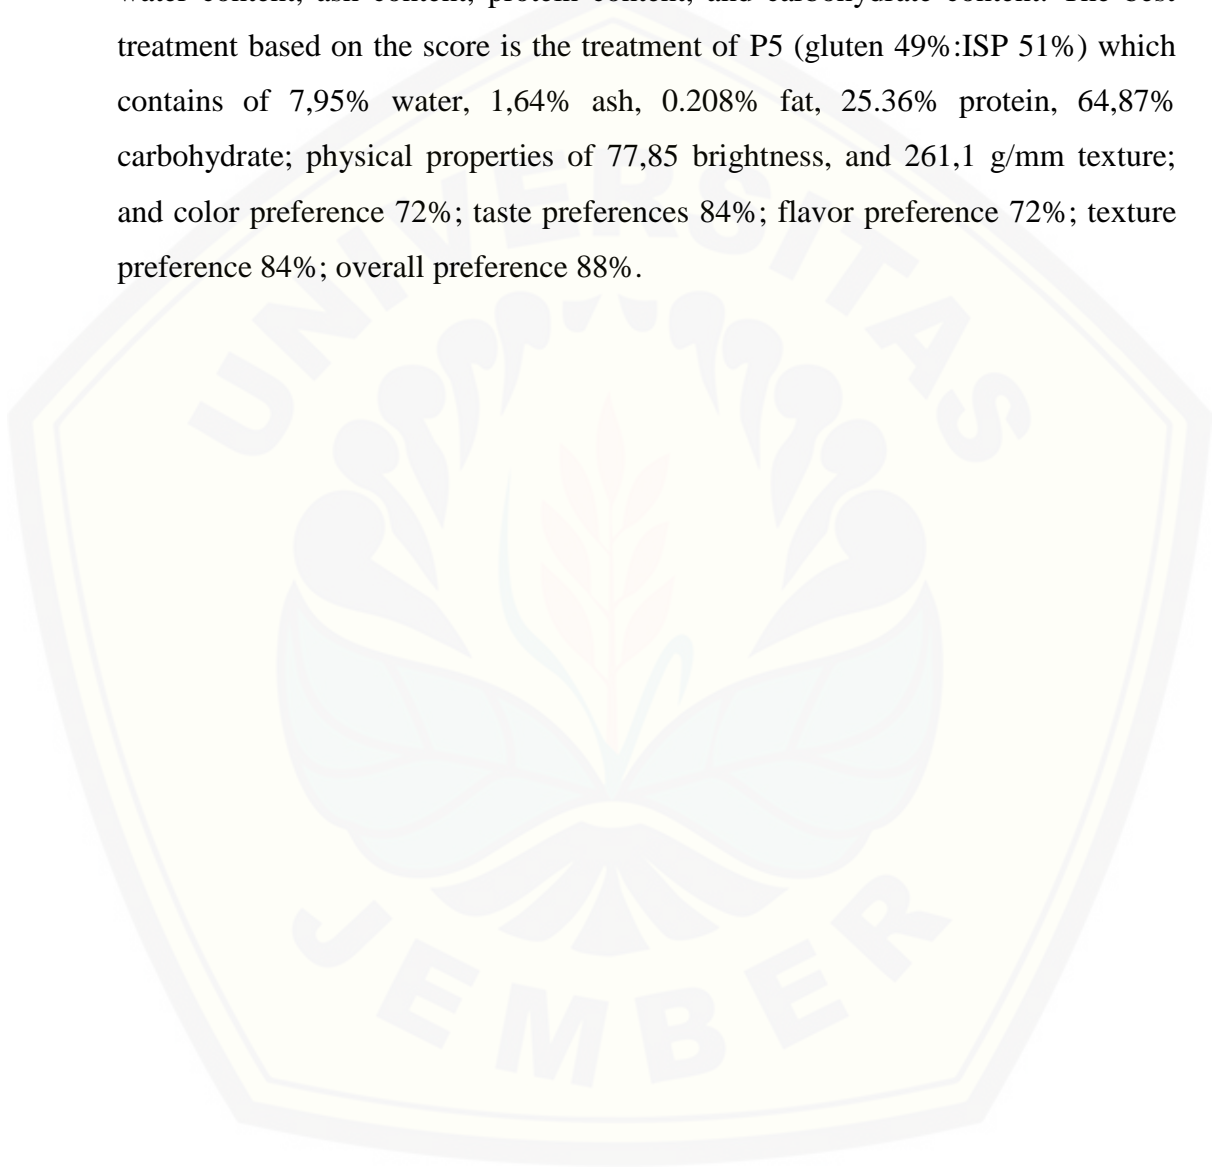 water content, ash content, protein content, and carbohydrate content. The best
treatment based on the score is the treatment of P5 (gluten 49%:ISP 51%) which
contains of 7,95% water, 1,64% ash, 0.208% fat, 25.36% protein, 64,87%
carbohydrate; physical properties of 77,85 brightness, and 261,1 g/mm texture;
and color preference 72%; taste preferences 84%; flavor preference 72%; texture
preference 84%; overall preference 88%.
UNIVERSITAS
JEMBER